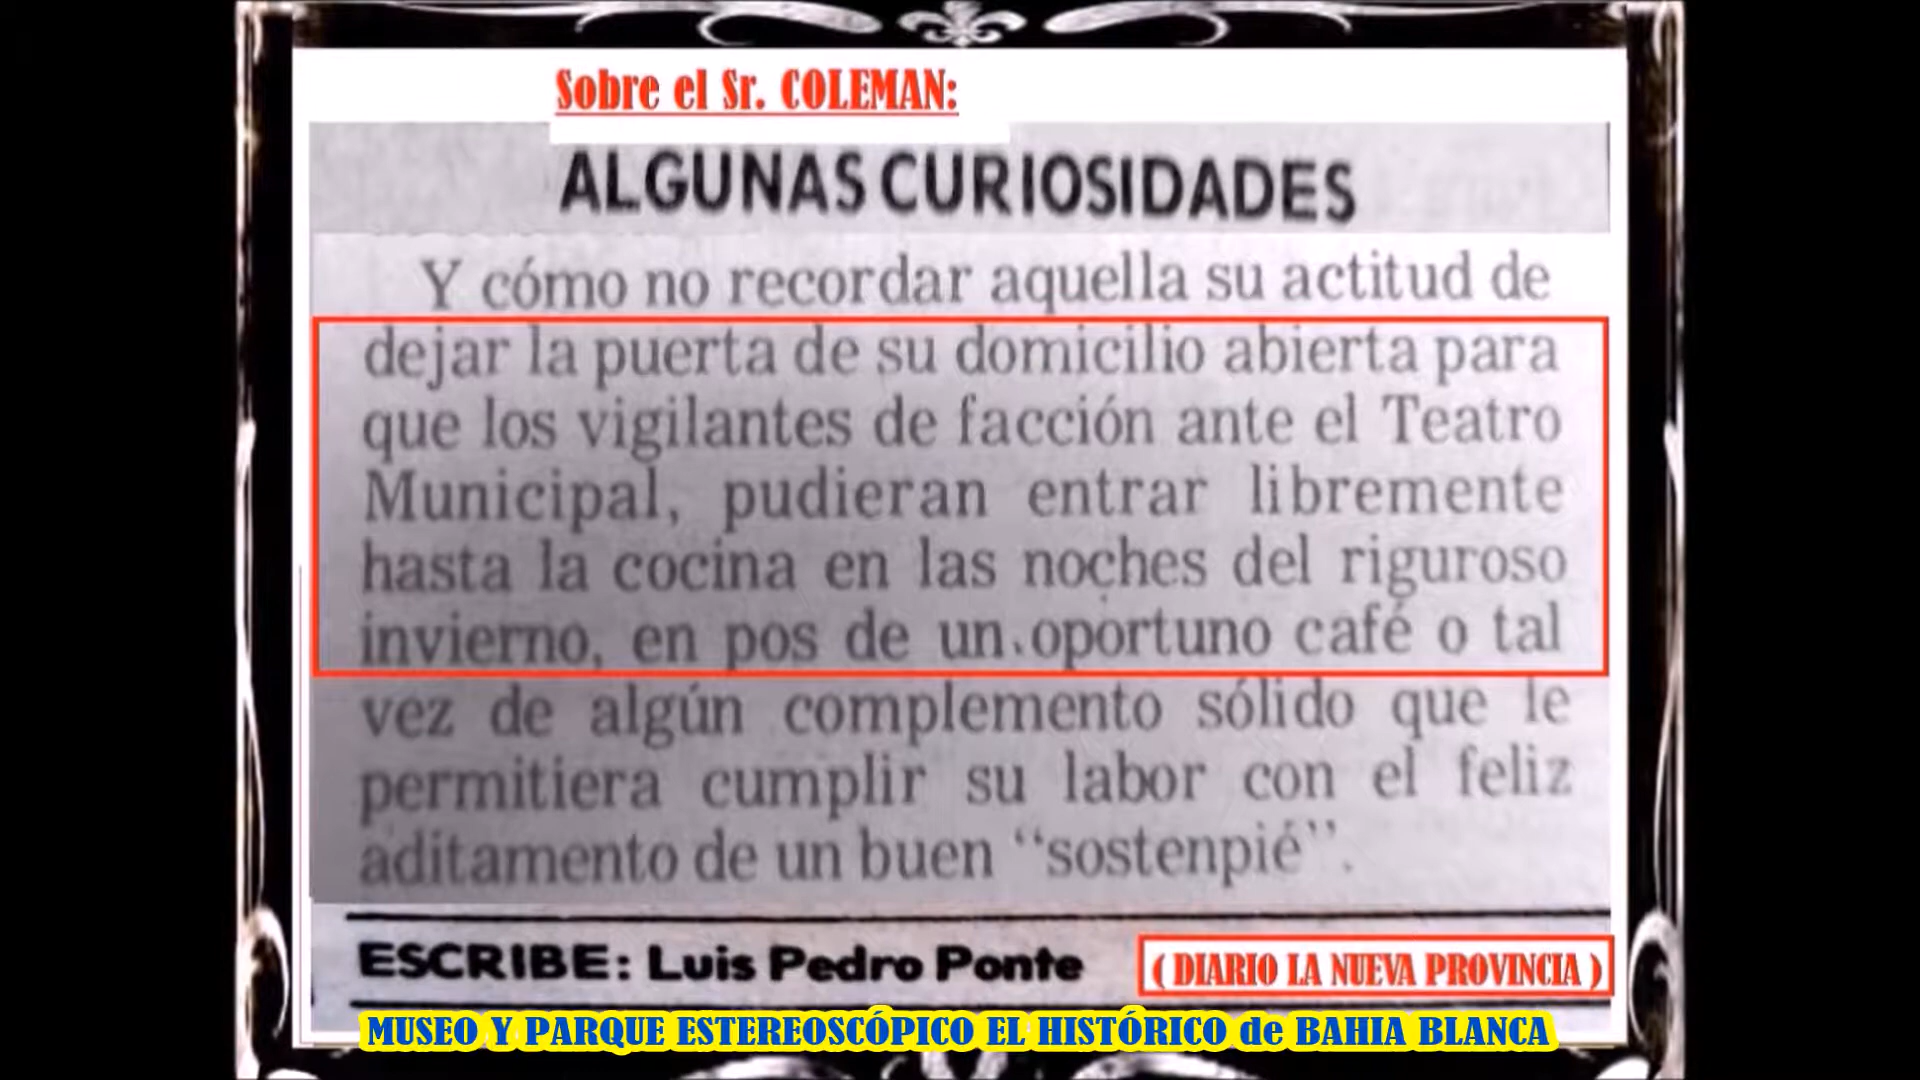 Sobre el Sr. COLEMAN:
ALGUNAS CURIOSIDADES
Y cómo no recordar aquella su actitud de
dejar la puerta de su domicilio abierta para
que los vigilantes de facción ante el Teatro
Municipal, pudieran entrar libremente
hasta la cocina en las noches del riguroso
invierno, en pos de un oportuno café o tal
vez de algún complemento sólido que le
permitiera cumplir su labor con el feliz
aditamento de un buen “sostenpié”.
ESCRIBE: Luis Pedro Ponte
( DIARIO LA NUEVA PROVINCIA )
MUSEO Y PARQUE ESTEREOSCÓPICO EL HISTÓRICO de BAHIA BLANCA